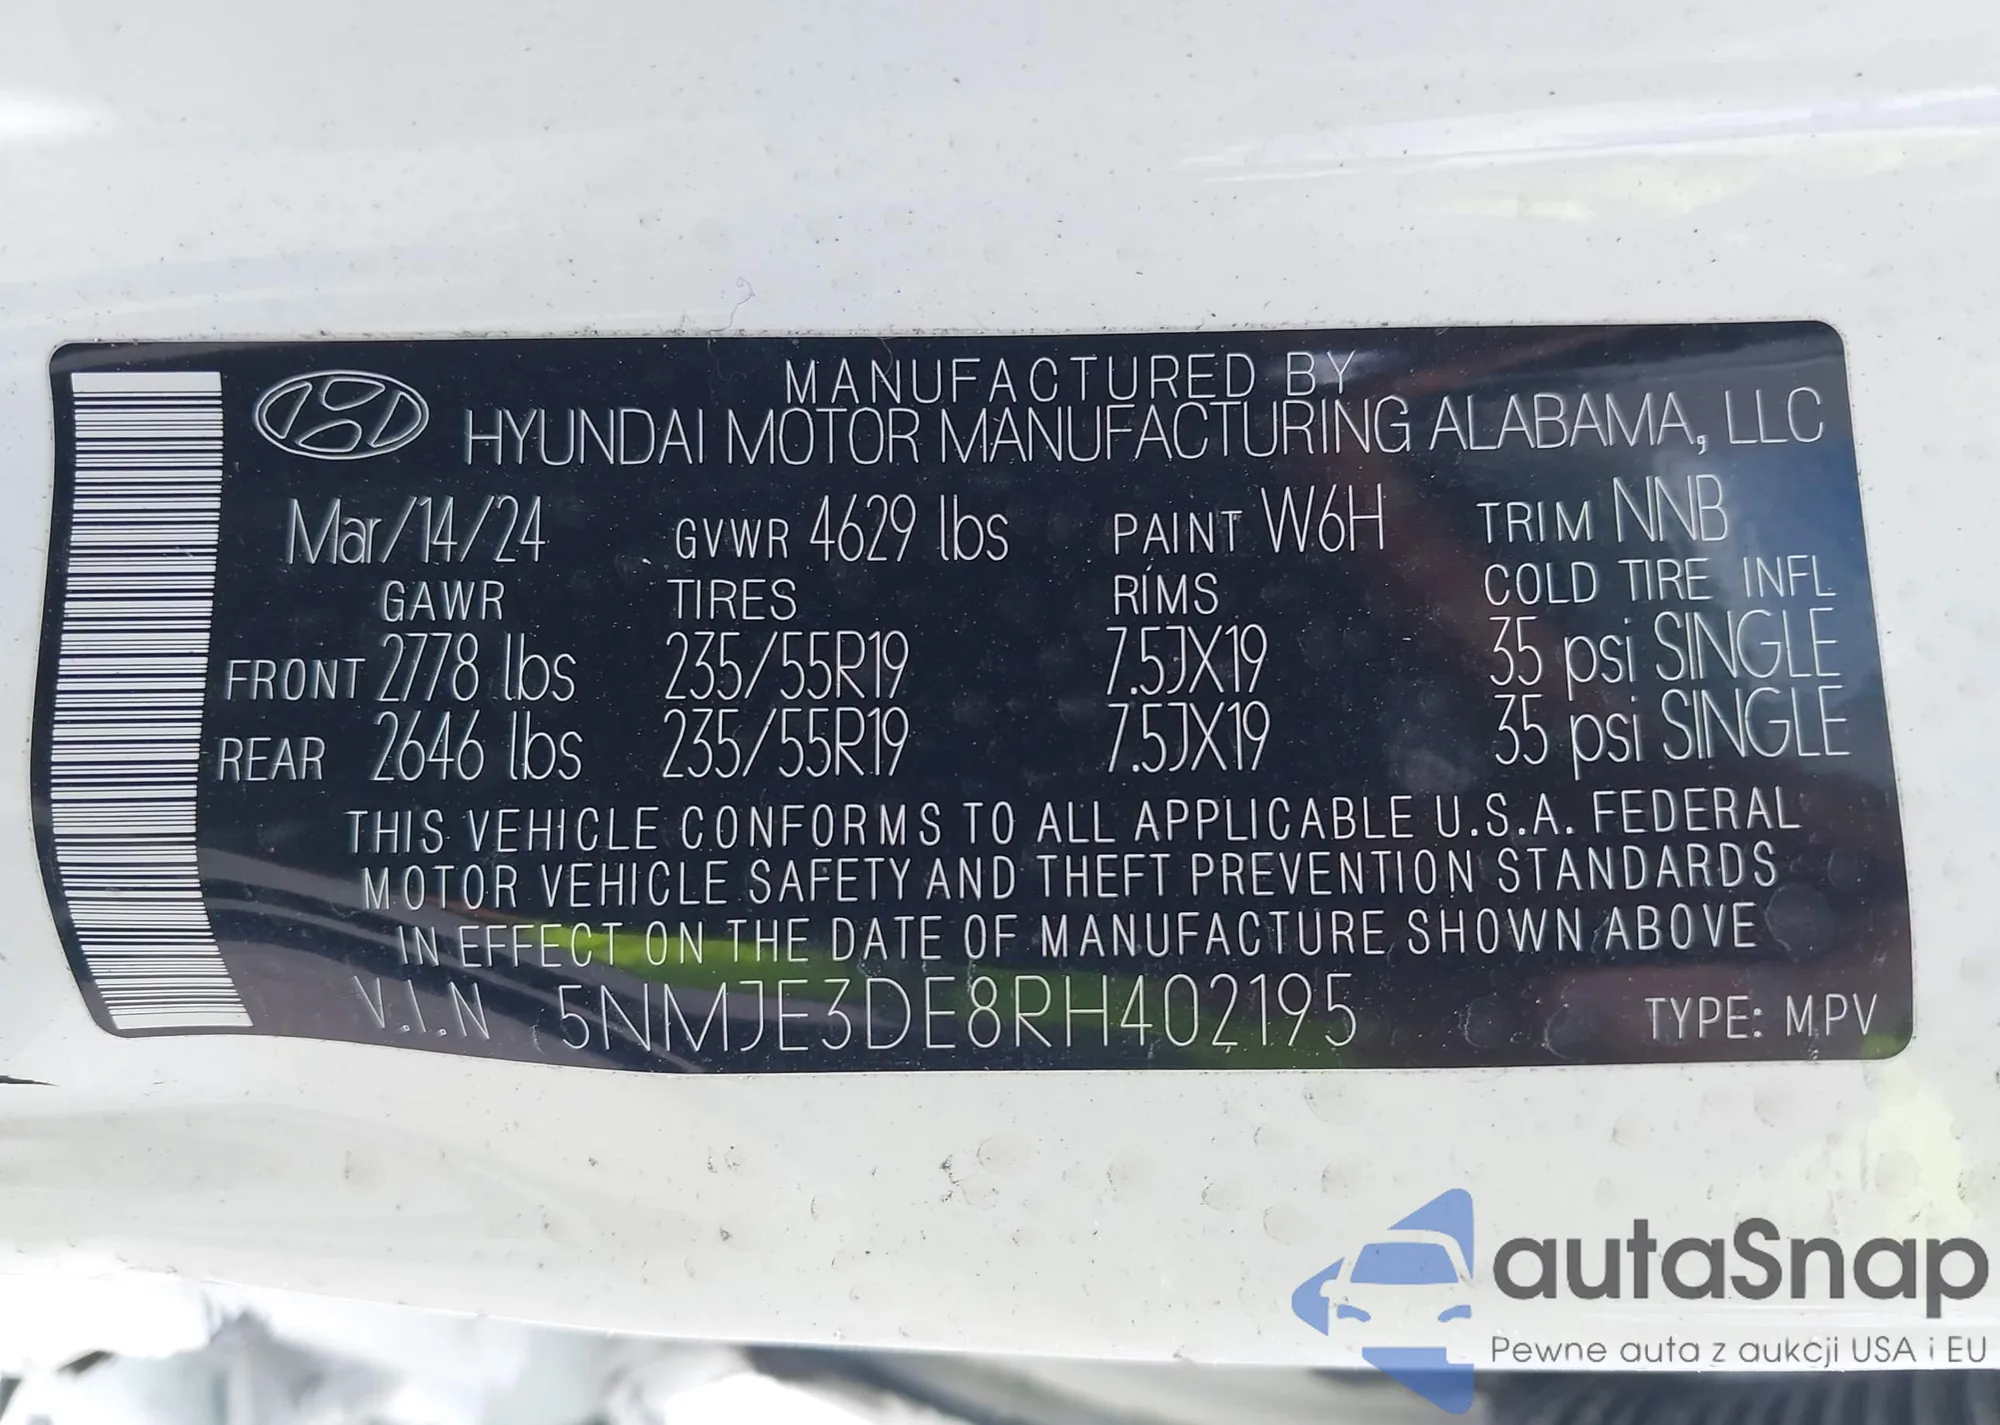 MANUFACTURED BY
HYUNDAI MOTOR MANUFACTURING ALABAMA, LLC
Mar/14/24 GVWR 4629 lbs PAINT W6H TRIM NNB
GAWR TIRES RIMS COLD TIRE INFL
FRONT 2778 lbs 235/55R19 7.5JX19 35 psi SINGLE
REAR 2646 lbs 235/55R19 7.5JX19 35 psi SINGLE
THIS VEHICLE CONFORMS TO ALL APPLICABLE U.S.A. FEDERAL
MOTOR VEHICLE SAFETY AND THEFT PREVENTION STANDARDS
IN EFFECT ON THE DATE OF MANUFACTURE SHOWN ABOVE
V.I.N 5NMJE3DE8RH402195 TYPE: MPV
autaSnap
Pewne auta z aukcji USA i EU